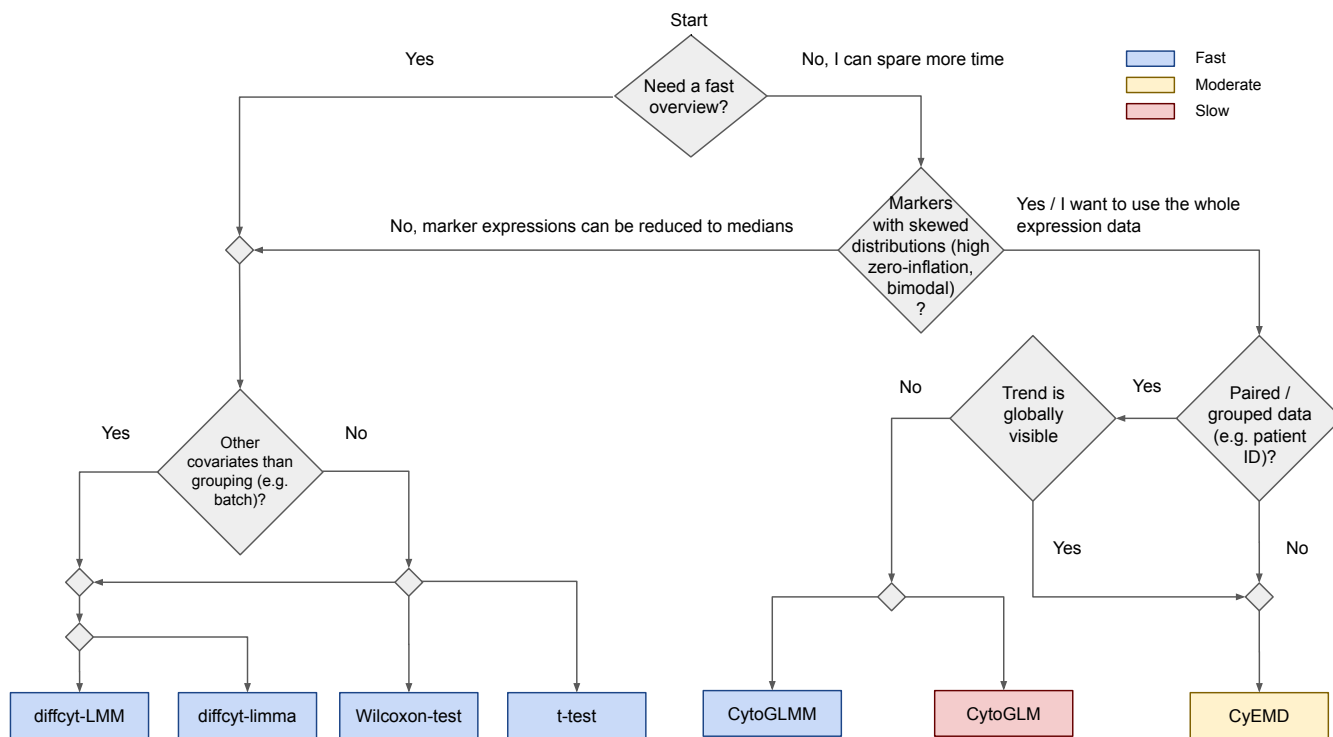 Start
Yes
No, I can spare more time
Need a fast
overview?
Fast
Moderate
Slow
No, marker expressions can be reduced to medians
Markers
with skewed
distributions (high
zero-inflation,
bimodal)
?
Yes / I want to use the whole
expression data
Yes
Other
covariates than
grouping (e.g.
batch)?
No
No
Trend is
globally
visible
Yes
Paired /
grouped data
(e.g. patient
ID)?
Yes
No
diffcyt-LMM
diffcyt-limma
Wilcoxon-test
t-test
CytoGLMM
CytoGLM
CyEMD